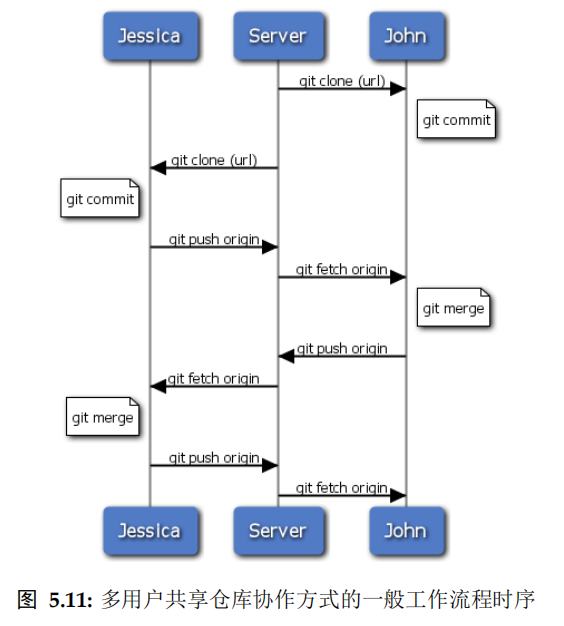 Jessica Server John
git clone (url)
git commit
git clone (url)
git commit
git push origin
git fetch origin
git merge
git push origin
git fetch origin
git merge
git push origin
git fetch origin
Jessica Server John
图 5.11: 多用户共享仓库协作方式的一般工作流程时序